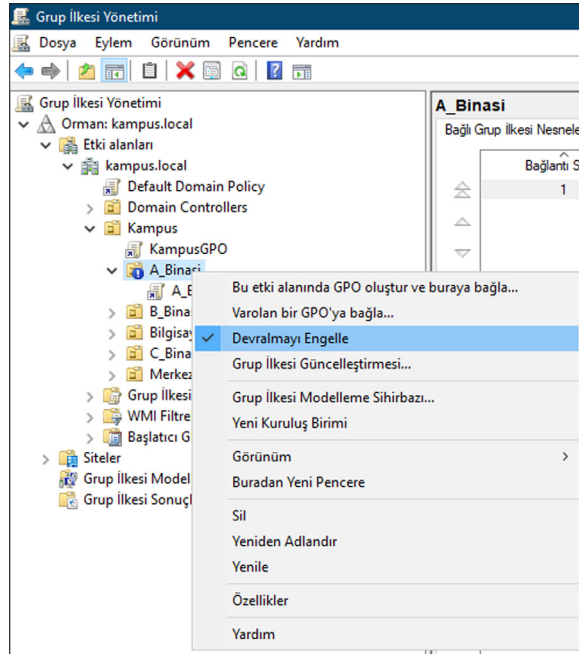 Grup İlkesi Yönetimi
Dosya Eylem Görünüm Pencere Yardım
Grup İlkesi Yönetimi
Orman: kampus.local
Etki alanları
kampus.local
Default Domain Policy
Domain Controllers
Kampus
KampusGPO
A_Binasi
A_B
B_Bina
Bilgisay
C_Bina
Merkez
Grup İlkesi
WMI Filtre
Başlatıcı G
Siteler
Grup İlkesi Model
Grup İlkesi Sonuçl
A_Binasi
Bağlı Grup İlkesi Nesnele
Bağlantı S
1
Bu etki alanında GPO oluştur ve buraya bağla...
Varolan bir GPO'ya bağla...
Devralmayı Engelle
Grup İlkesi Güncelleştirmesi...
Grup İlkesi Modelleme Sihirbazı...
Yeni Kuruluş Birimi
Görünüm
Buradan Yeni Pencere
Sil
Yeniden Adlandır
Yenile
Özellikler
Yardım